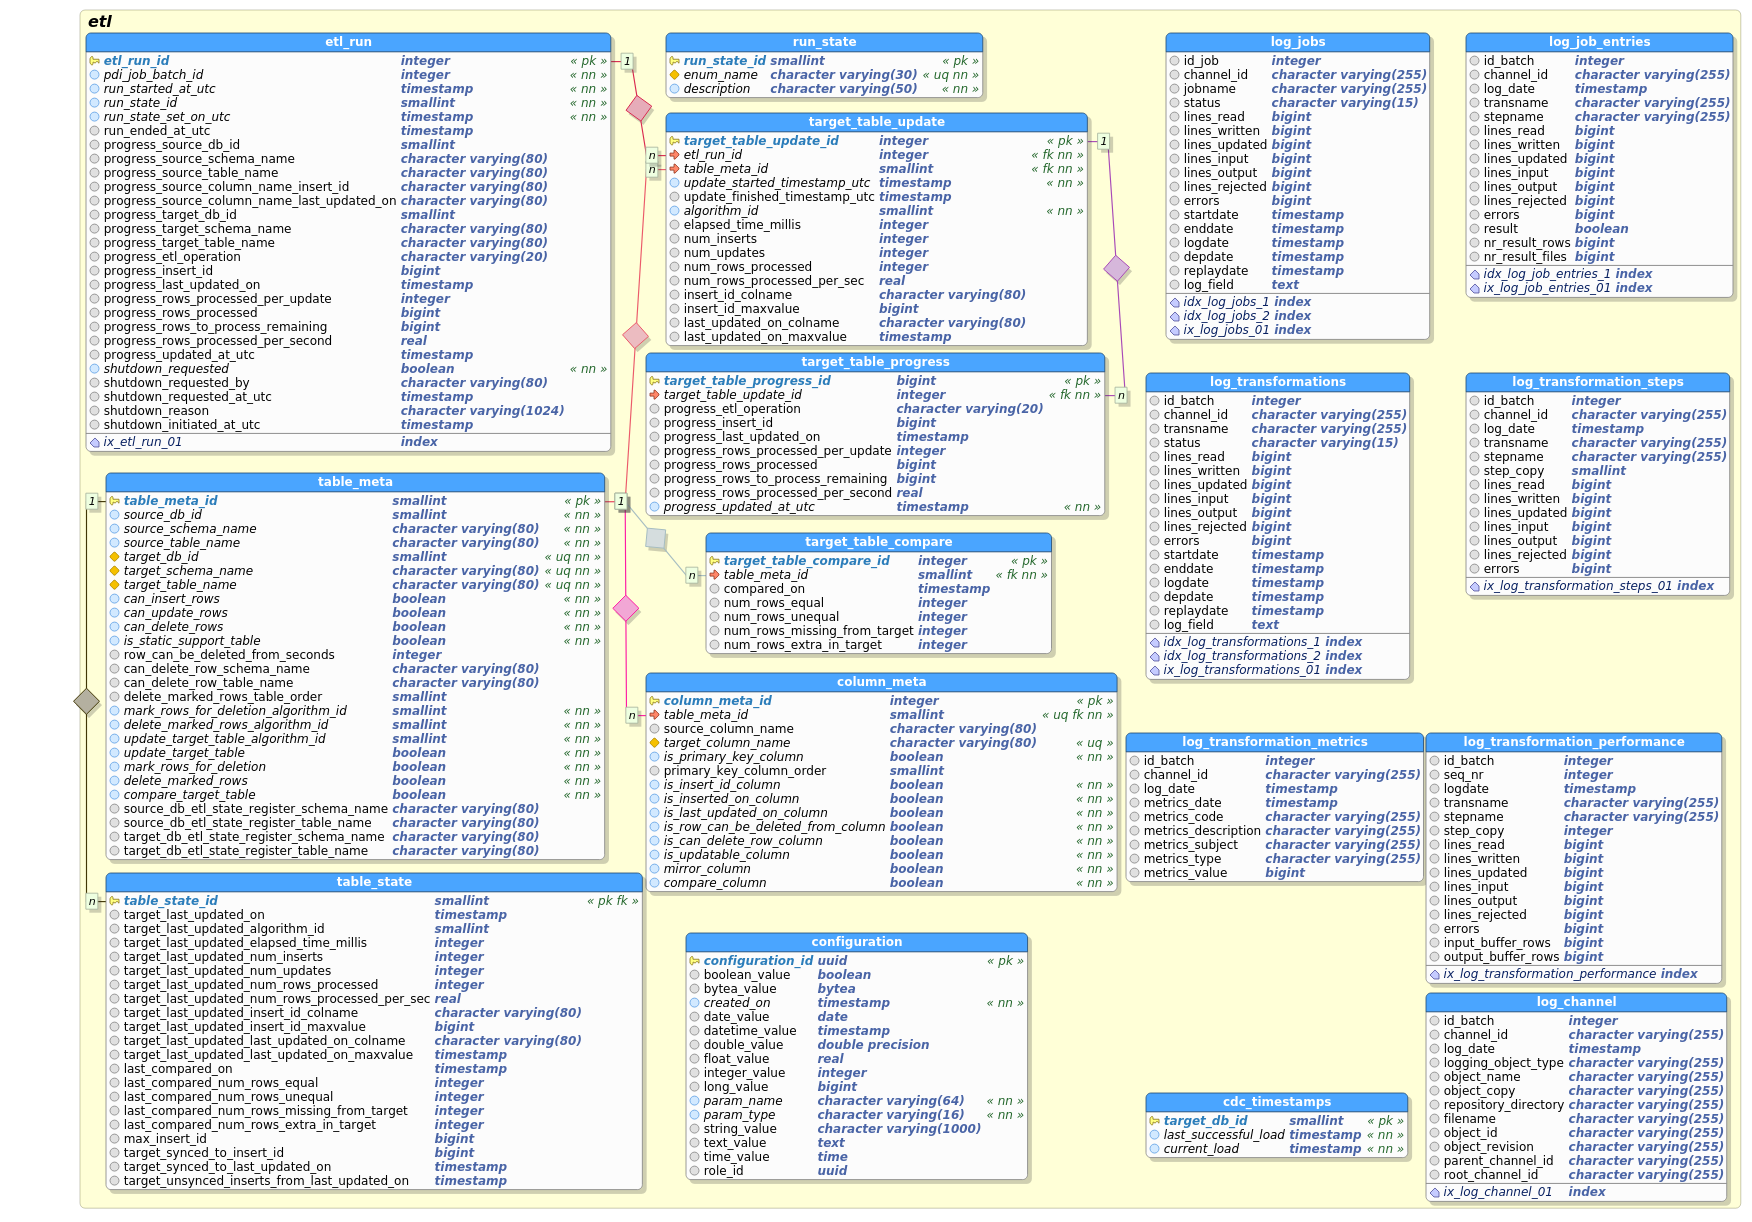 etl
etl_run
etl_run_id integer « pk »
pdi_job_batch_id integer « nn »
run_started_at_utc timestamp « nn »
run_state_id smallint « nn »
run_state_set_on_utc timestamp « nn »
run_ended_at_utc timestamp
progress_source_db_id smallint
progress_source_schema_name character varying(80)
progress_source_table_name character varying(80)
progress_source_column_name_insert_id character varying(80)
progress_source_column_name_last_updated_on character varying(80)
progress_target_db_id smallint
progress_target_schema_name character varying(80)
progress_target_table_name character varying(80)
progress_etl_operation character varying(20)
progress_insert_id bigint
progress_last_updated_on timestamp
progress_rows_processed_per_update integer
progress_rows_processed bigint
progress_rows_to_process_remaining bigint
progress_rows_processed_per_second real
progress_updated_at_utc timestamp
shutdown_requested boolean « nn »
shutdown_requested_by character varying(80)
shutdown_requested_at_utc timestamp
shutdown_reason character varying(1024)
shutdown_initiated_at_utc timestamp
ix_etl_run_01 index
1
n
n
run_state
run_state_id smallint « pk »
enum_name character varying(30) « uq nn »
description character varying(50) « nn »
target_table_update
target_table_update_id integer « pk »
etl_run_id integer « fk nn »
table_meta_id smallint « fk nn »
update_started_timestamp_utc timestamp « nn »
update_finished_timestamp_utc timestamp
algorithm_id smallint « nn »
elapsed_time_millis integer
num_inserts integer
num_updates integer
num_rows_processed integer
num_rows_processed_per_sec real
insert_id_colname character varying(80)
insert_id_maxvalue bigint
last_updated_on_colname character varying(80)
last_updated_on_maxvalue timestamp
1
n
target_table_progress
target_table_progress_id bigint « pk »
target_table_update_id integer « fk nn »
progress_etl_operation character varying(20)
progress_insert_id bigint
progress_last_updated_on timestamp
progress_rows_processed_per_update integer
progress_rows_processed bigint
progress_rows_to_process_remaining bigint
progress_rows_processed_per_second real
progress_updated_at_utc timestamp « nn »
log_jobs
id_job integer
channel_id character varying(255)
jobname character varying(255)
status character varying(15)
lines_read bigint
lines_written bigint
lines_updated bigint
lines_input bigint
lines_output bigint
lines_rejected bigint
errors bigint
startdate timestamp
enddate timestamp
logdate timestamp
depdate timestamp
replaydate timestamp
log_field text
idx_log_jobs_1 index
idx_log_jobs_2 index
ix_log_jobs_01 index
log_job_entries
id_batch integer
channel_id character varying(255)
log_date timestamp
transname character varying(255)
stepname character varying(255)
lines_read bigint
lines_written bigint
lines_updated bigint
lines_input bigint
lines_output bigint
lines_rejected bigint
errors bigint
result boolean
nr_result_rows bigint
nr_result_files bigint
idx_log_job_entries_1 index
ix_log_job_entries_01 index
log_transformations
id_batch integer
channel_id character varying(255)
transname character varying(255)
status character varying(15)
lines_read bigint
lines_written bigint
lines_updated bigint
lines_input bigint
lines_output bigint
lines_rejected bigint
errors bigint
startdate timestamp
enddate timestamp
logdate timestamp
depdate timestamp
replaydate timestamp
log_field text
idx_log_transformations_1 index
idx_log_transformations_2 index
ix_log_transformations_01 index
log_transformation_steps
id_batch integer
channel_id character varying(255)
log_date timestamp
transname character varying(255)
stepname character varying(255)
step_copy smallint
lines_read bigint
lines_written bigint
lines_updated bigint
lines_input bigint
lines_output bigint
lines_rejected bigint
errors bigint
ix_log_transformation_steps_01 index
table_meta
1
table_meta_id smallint « pk »
source_db_id smallint « nn »
source_schema_name character varying(80) « nn »
source_table_name character varying(80) « nn »
target_db_id smallint « uq nn »
target_schema_name character varying(80) « uq nn »
target_table_name character varying(80) « uq nn »
can_insert_rows boolean « nn »
can_update_rows boolean « nn »
can_delete_rows boolean « nn »
is_static_support_table boolean « nn »
row_can_be_deleted_from_seconds integer
can_delete_row_schema_name character varying(80)
can_delete_row_table_name character varying(80)
delete_marked_rows_table_order smallint
mark_rows_for_deletion_algorithm_id smallint « nn »
delete_marked_rows_algorithm_id smallint « nn »
update_target_table_algorithm_id smallint « nn »
update_target_table boolean « nn »
mark_rows_for_deletion boolean « nn »
delete_marked_rows boolean « nn »
compare_target_table boolean « nn »
source_db_etl_state_register_schema_name character varying(80)
source_db_etl_state_register_table_name character varying(80)
target_db_etl_state_register_schema_name character varying(80)
target_db_etl_state_register_table_name character varying(80)
1
n
n
target_table_compare
target_table_compare_id integer « pk »
table_meta_id smallint « fk nn »
compared_on timestamp
num_rows_equal integer
num_rows_unequal integer
num_rows_missing_from_target integer
num_rows_extra_in_target integer
column_meta
column_meta_id integer « pk »
table_meta_id smallint « uq fk nn »
source_column_name character varying(80)
target_column_name character varying(80) « uq »
is_primary_key_column boolean « nn »
primary_key_column_order smallint
is_insert_id_column boolean « nn »
is_inserted_on_column boolean « nn »
is_last_updated_on_column boolean « nn »
is_row_can_be_deleted_from_column boolean « nn »
is_can_delete_row_column boolean « nn »
is_updatable_column boolean « nn »
mirror_column boolean « nn »
compare_column boolean « nn »
log_transformation_metrics
id_batch integer
channel_id character varying(255)
log_date timestamp
metrics_date timestamp
metrics_code character varying(255)
metrics_description character varying(255)
metrics_subject character varying(255)
metrics_type character varying(255)
metrics_value bigint
log_transformation_performance
id_batch integer
seq_nr integer
logdate timestamp
transname character varying(255)
stepname character varying(255)
step_copy integer
lines_read bigint
lines_written bigint
lines_updated bigint
lines_input bigint
lines_output bigint
lines_rejected bigint
errors bigint
input_buffer_rows bigint
output_buffer_rows bigint
ix_log_transformation_performance index
table_state
n
table_state_id smallint « pk fk »
target_last_updated_on timestamp
target_last_updated_algorithm_id smallint
target_last_updated_elapsed_time_millis integer
target_last_updated_num_inserts integer
target_last_updated_num_updates integer
target_last_updated_num_rows_processed integer
target_last_updated_num_rows_processed_per_sec real
target_last_updated_insert_id_colname character varying(80)
target_last_updated_insert_id_maxvalue bigint
target_last_updated_last_updated_on_colname character varying(80)
target_last_updated_last_updated_on_maxvalue timestamp
last_compared_on timestamp
last_compared_num_rows_equal integer
last_compared_num_rows_unequal integer
last_compared_num_rows_missing_from_target integer
last_compared_num_rows_extra_in_target integer
max_insert_id bigint
target_synced_to_insert_id bigint
target_synced_to_last_updated_on timestamp
target_unsynced_inserts_from_last_updated_on timestamp
configuration
configuration_id uuid « pk »
boolean_value boolean
bytea_value bytea
created_on timestamp « nn »
date_value date
datetime_value timestamp
double_value double precision
float_value real
integer_value integer
long_value bigint
param_name character varying(64) « nn »
param_type character varying(16) « nn »
string_value character varying(1000)
text_value text
time_value time
role_id uuid
cdc_timestamps
target_db_id smallint « pk »
last_successful_load timestamp « nn »
current_load timestamp « nn »
log_channel
id_batch integer
channel_id character varying(255)
log_date timestamp
logging_object_type character varying(255)
object_name character varying(255)
object_copy character varying(255)
repository_directory character varying(255)
filename character varying(255)
object_id character varying(255)
object_revision character varying(255)
parent_channel_id character varying(255)
root_channel_id character varying(255)
ix_log_channel_01 index